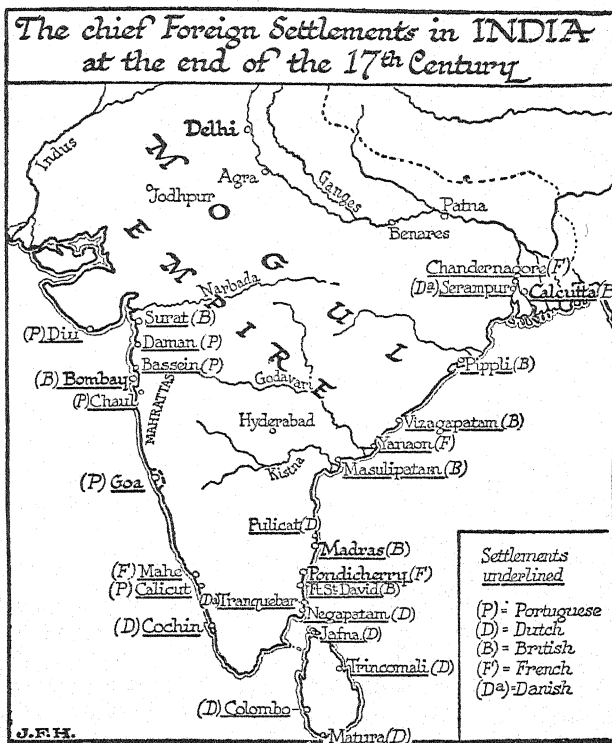 The chief Foreign Settlements in INDIA
at the end of the 17th Century
Indus
Delhi
MOGUL
EMPIRE
Jodhpur
Agra
Ganges
Patna
Benares
Chandernagore (F)
(Da) Serampur
Calcutta (B
Narbada
(P) Diu
Surat (B)
Daman (P)
Bassein (P)
(B) Bombay
(P) Chaul
MAHRATTAS
Godavari
Pippli (B)
Hyderabad
Vizagapatam (B)
Yanaon (F)
Kistna
Masulipatam (B)
(P) Goa
Pulicat (D)
Madras (B)
(F) Mahe
Pondicherry (F)
(P) Calicut
Ft St David (B)
(Da) Tranquebar
Negapatam (D)
(D) Cochin
Jafna (D)
Trincomali (D)
(D) Colombo
Matura (D)
Settlements
underlined
(P) = Portuguese
(D) = Dutch
(B) = British
(F) = French
(Da) = Danish
J.F.H.